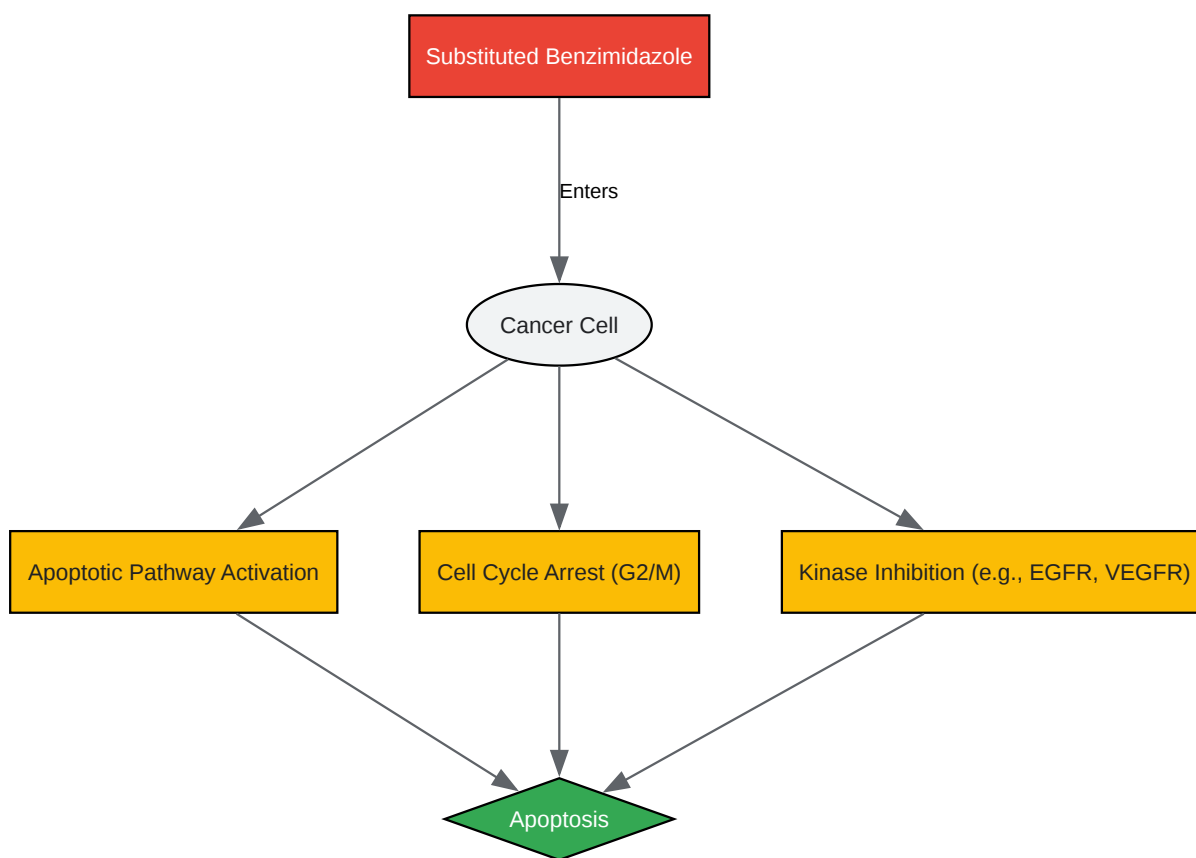 Substituted Benzimidazole
Enters
Cancer Cell
Apoptotic Pathway Activation
Cell Cycle Arrest (G2/M)
Kinase Inhibition (e.g., EGFR, VEGFR)
Apoptosis